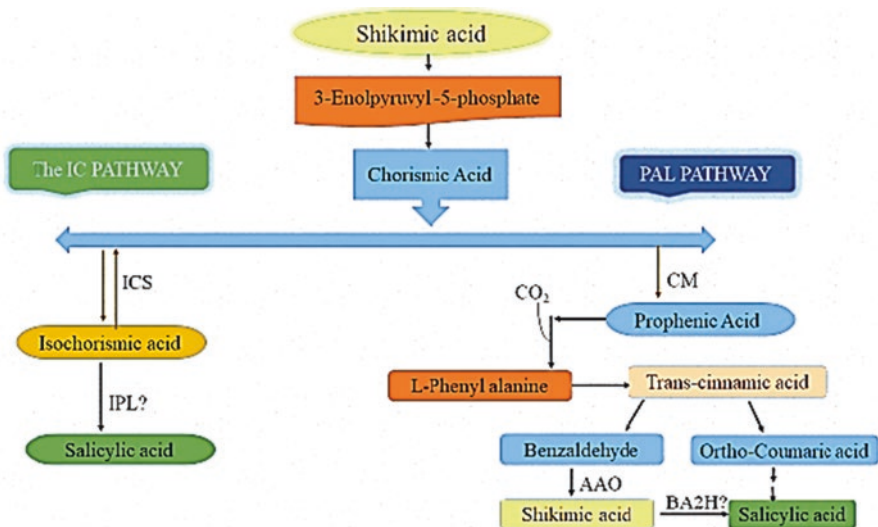 Shikimic acid
3-Enolpyruvyl -5-phosphate
The IC PATHWAY
Chorismic Acid
PAL PATHWAY
ICS
CM
CO₂
Prophenic Acid
Isochorismic acid
L-Phenyl alanine
Trans-cinnamic acid
IPL?
Salicylic acid
Benzaldehyde
Ortho-Coumaric acid
AAO
Shikimic acid
BA2H?
Salicylic acid